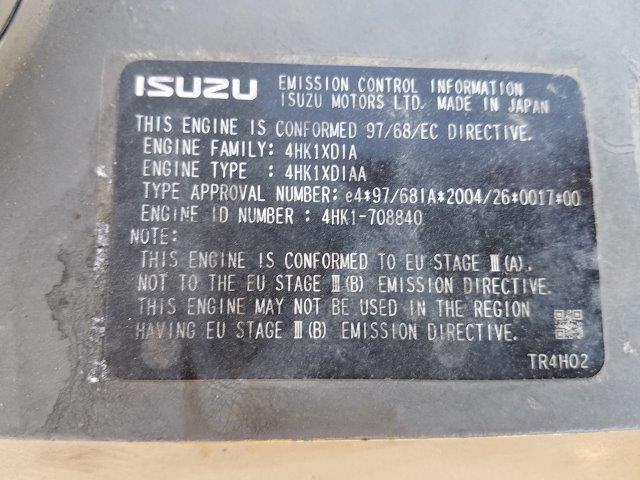 ISUZU EMISSION CONTROL INFORMATION
ISUZU MOTORS LTD. MADE IN JAPAN
THIS ENGINE IS CONFORMED 97/68/EC DIRECTIVE.
ENGINE FAMILY: 4HK1XD1A
ENGINE TYPE : 4HK1XD1AA
TYPE APPROVAL NUMBER: e4*97/68IA*2004/26*0017*00
ENGINE ID NUMBER : 4HK1-708840
NOTE:
THIS ENGINE IS CONFORMED TO EU STAGE Ⅲ(A),
NOT TO THE EU STAGE Ⅲ(B) EMISSION DIRECTIVE.
THIS ENGINE MAY NOT BE USED IN THE REGION
HAVING EU STAGE Ⅲ(B) EMISSION DIRECTIVE.
TR4H02